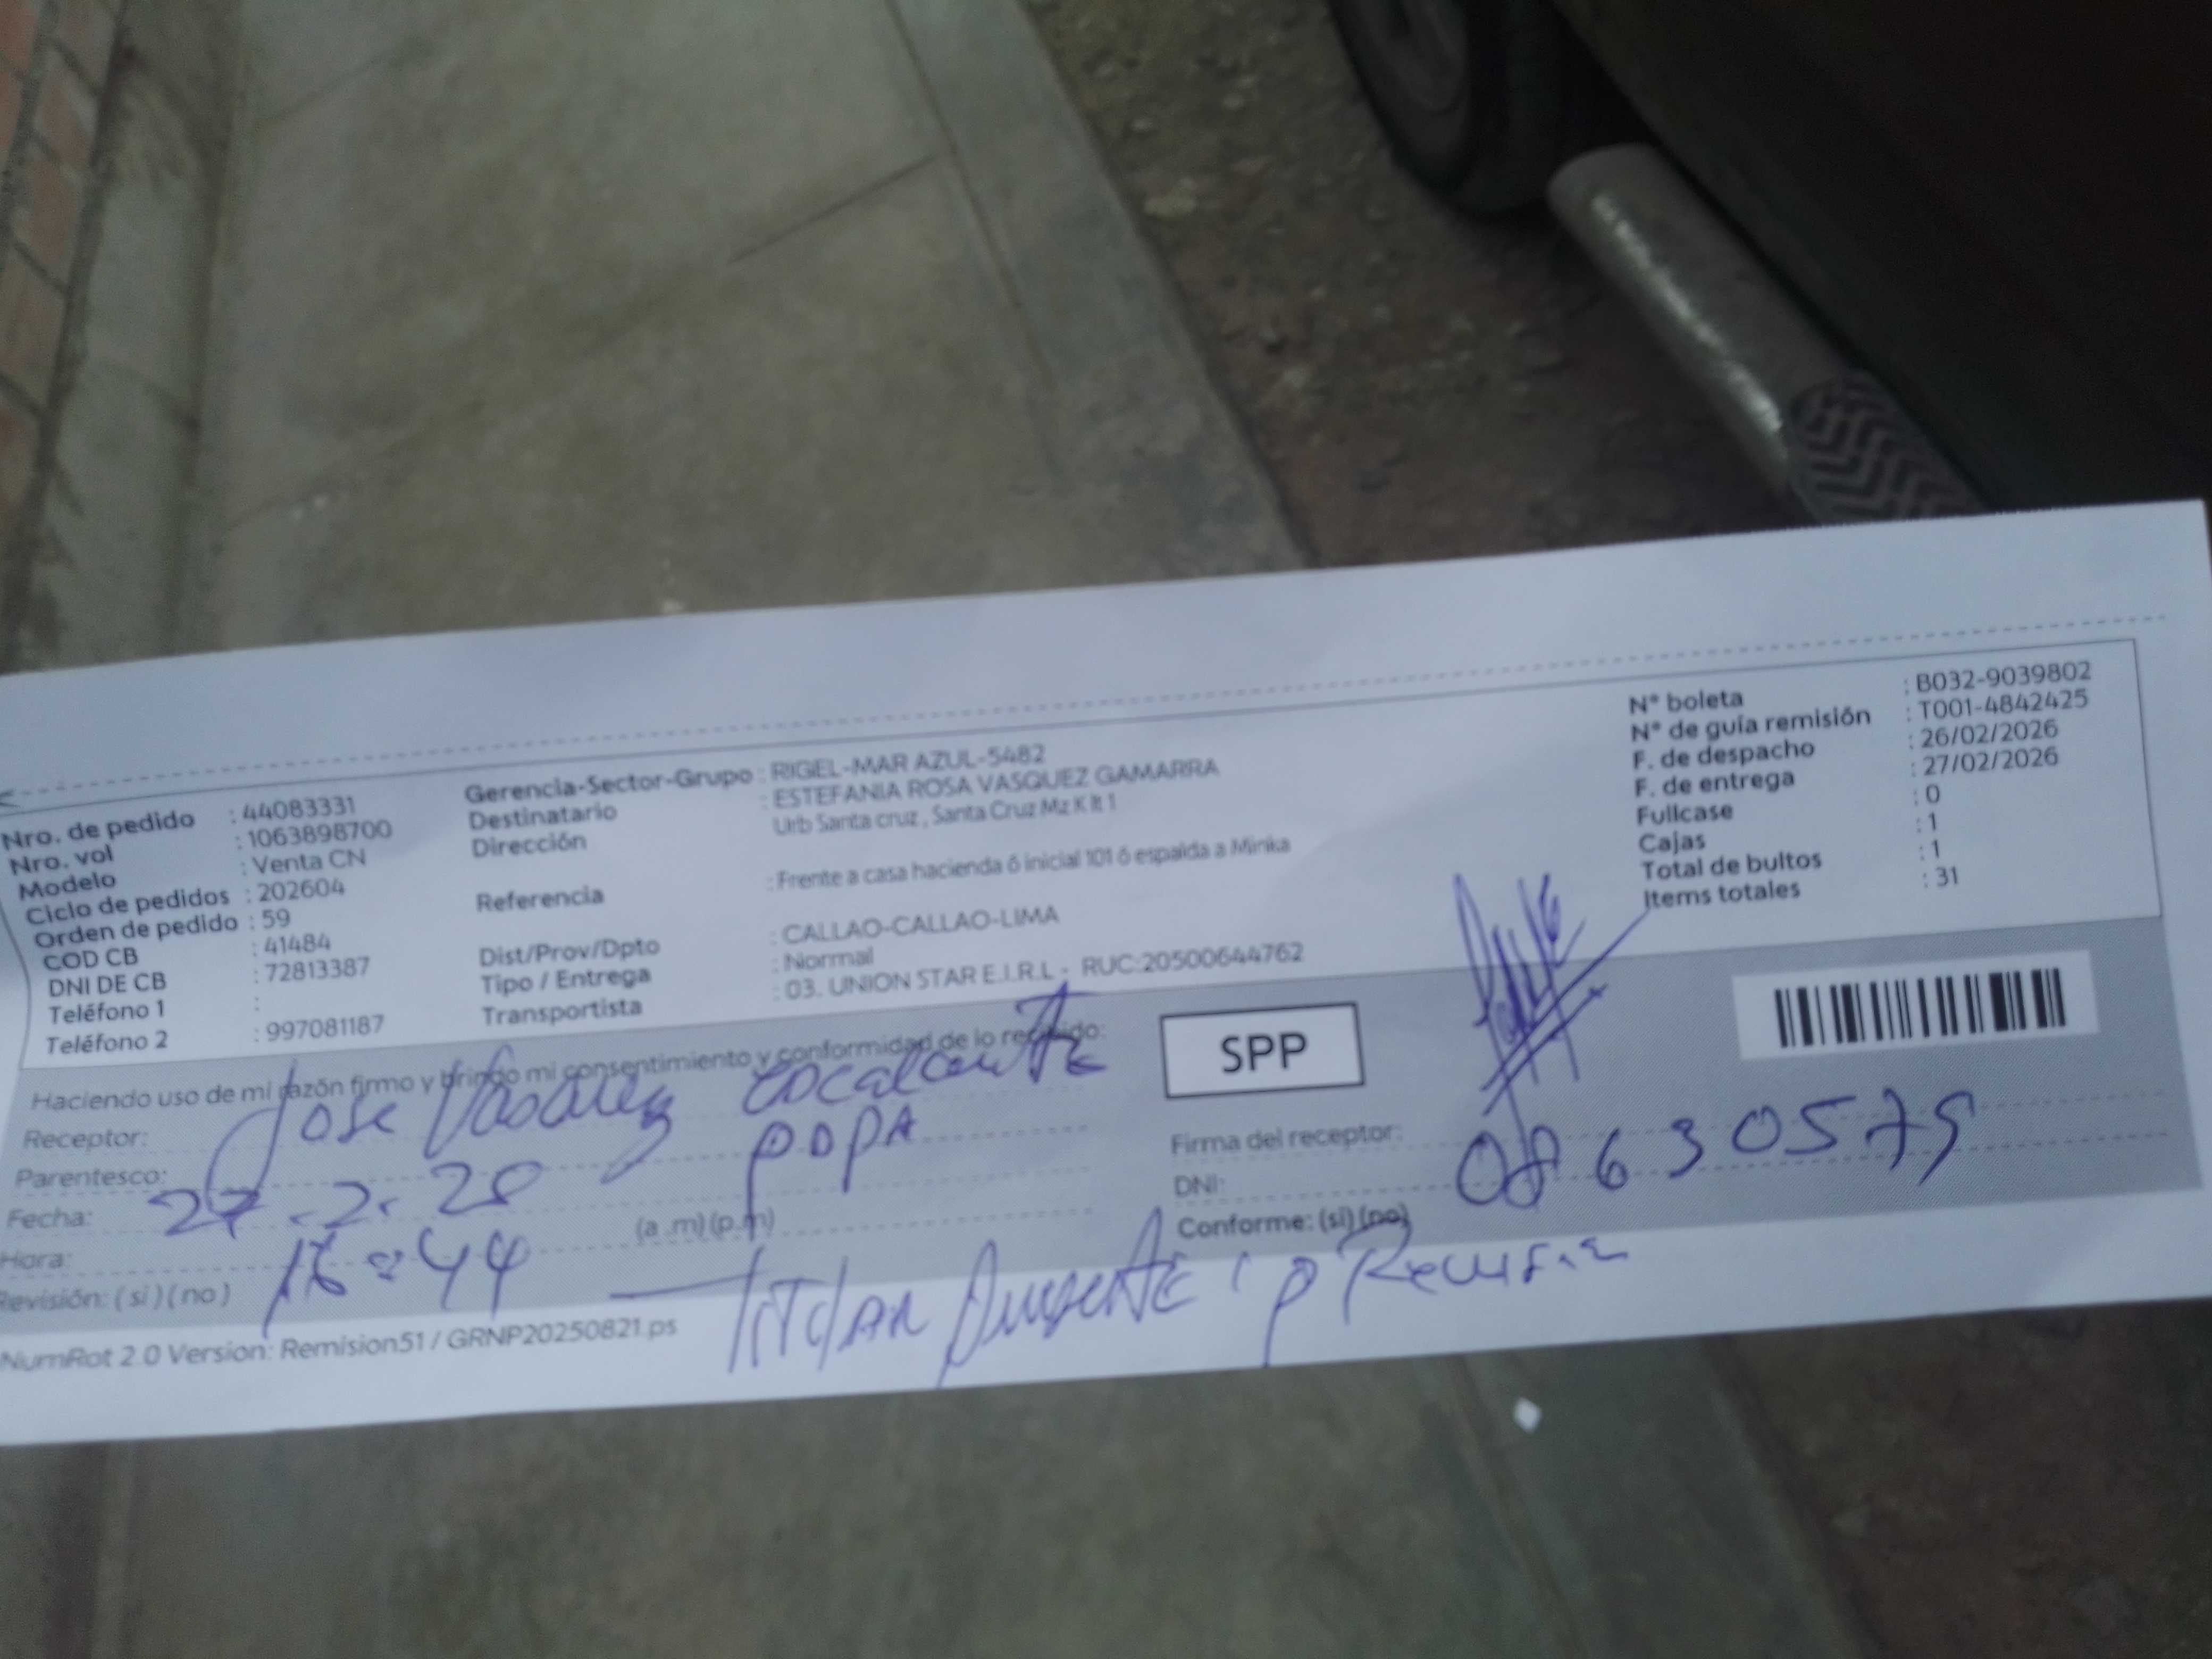 Nro. de pedido : 44083331
Nro. vol : 1063898700
Modelo : Venta CN
Ciclo de pedidos : 202604
Orden de pedido : 59
COD CB : 41484
DNI DE CB : 72813387
Teléfono 1 :
Teléfono 2 : 997081187
Gerencia-Sector-Grupo : RIGEL-MAR AZUL-5482
Destinatario : ESTEFANIA ROSA VASQUEZ GAMARRA
Dirección Urb Santa cruz , Santa Cruz Mz K lt 1
Referencia : Frente a casa hacienda ó inicial 101 ó espalda a Minka
Dist/Prov/Dpto : CALLAO-CALLAO-LIMA
Tipo / Entrega : Normal
Transportista : 03. UNION STAR E.I.R.L - RUC:20500644762
N° boleta : B032-9039802
N° de guía remisión : T001-4842425
F. de despacho : 26/02/2026
F. de entrega : 27/02/2026
Fullcase : 0
Cajas : 1
Total de bultos : 1
Items totales : 31
Haciendo uso de mi razón firmo y brindo mi consentimiento y conformidad de lo recibido:
SPP
Receptor: Jose Vasquez
Parentesco: PAPA
Fecha: 27.2.
Hora: 16:44 (a .m) (p.m)
Revisión: ( si ) ( no )
Firma del receptor:
DNI: 08630579
Conforme: (si) (no)
Titular
NumRot 2.0 Version: Remision51 / GRNP20250821.ps